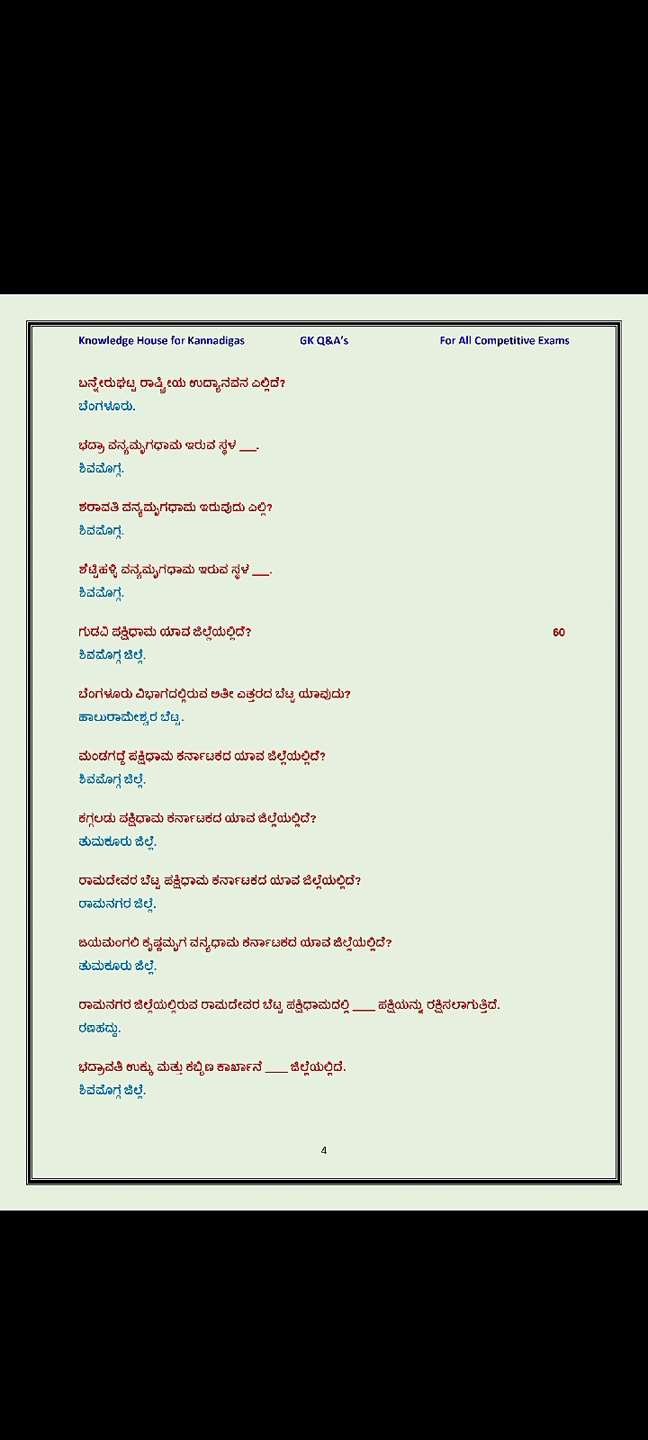 Knowledge House for Kannadigas GK Q&A's For All Competitive Exams
ಬನ್ನೇರುಘಟ್ಟ ರಾಷ್ಟ್ರೀಯ ಉದ್ಯಾನವನ ಎಲ್ಲಿದೆ?
ಬೆಂಗಳೂರು.
ಭದ್ರಾ ವನ್ಯಮೃಗಧಾಮ ಇರುವ ಸ್ಥಳ ___.
ಶಿವಮೊಗ್ಗ.
ಶರಾವತಿ ವನ್ಯಮೃಗಧಾಮ ಇರುವುದು ಎಲ್ಲಿ?
ಶಿವಮೊಗ್ಗ.
ಶೆಟ್ಟಿಹಳ್ಳಿ ವನ್ಯಮೃಗಧಾಮ ಇರುವ ಸ್ಥಳ ___.
ಶಿವಮೊಗ್ಗ.
ಗುಡವಿ ಪಕ್ಷಿಧಾಮ ಯಾವ ಜಿಲ್ಲೆಯಲ್ಲಿದೆ? 60
ಶಿವಮೊಗ್ಗ ಜಿಲ್ಲೆ.
ಬೆಂಗಳೂರು ವಿಭಾಗದಲ್ಲಿರುವ ಅತೀ ಎತ್ತರದ ಬೆಟ್ಟ ಯಾವುದು?
ಹಾಲುರಾಮೇಶ್ವರ ಬೆಟ್ಟ.
ಮಂಡಗದ್ದೆ ಪಕ್ಷಿಧಾಮ ಕರ್ನಾಟಕದ ಯಾವ ಜಿಲ್ಲೆಯಲ್ಲಿದೆ?
ಶಿವಮೊಗ್ಗ ಜಿಲ್ಲೆ.
ಕಗ್ಗಲಡು ಪಕ್ಷಿಧಾಮ ಕರ್ನಾಟಕದ ಯಾವ ಜಿಲ್ಲೆಯಲ್ಲಿದೆ?
ತುಮಕೂರು ಜಿಲ್ಲೆ.
ರಾಮದೇವರ ಬೆಟ್ಟ ಪಕ್ಷಿಧಾಮ ಕರ್ನಾಟಕದ ಯಾವ ಜಿಲ್ಲೆಯಲ್ಲಿದೆ?
ರಾಮನಗರ ಜಿಲ್ಲೆ.
ಜಯಮಂಗಲಿ ಕೃಷ್ಣಮೃಗ ವನ್ಯಧಾಮ ಕರ್ನಾಟಕದ ಯಾವ ಜಿಲ್ಲೆಯಲ್ಲಿದೆ?
ತುಮಕೂರು ಜಿಲ್ಲೆ.
ರಾಮನಗರ ಜಿಲ್ಲೆಯಲ್ಲಿರುವ ರಾಮದೇವರ ಬೆಟ್ಟ ಪಕ್ಷಿಧಾಮದಲ್ಲಿ ____ ಪಕ್ಷಿಯನ್ನು ರಕ್ಷಿಸಲಾಗುತ್ತಿದೆ.
ರಣಹದ್ದು.
ಭದ್ರಾವತಿ ಉಕ್ಕು ಮತ್ತು ಕಬ್ಬಿಣ ಕಾರ್ಖಾನೆ ____ ಜಿಲ್ಲೆಯಲ್ಲಿದೆ.
ಶಿವಮೊಗ್ಗ ಜಿಲ್ಲೆ.
4